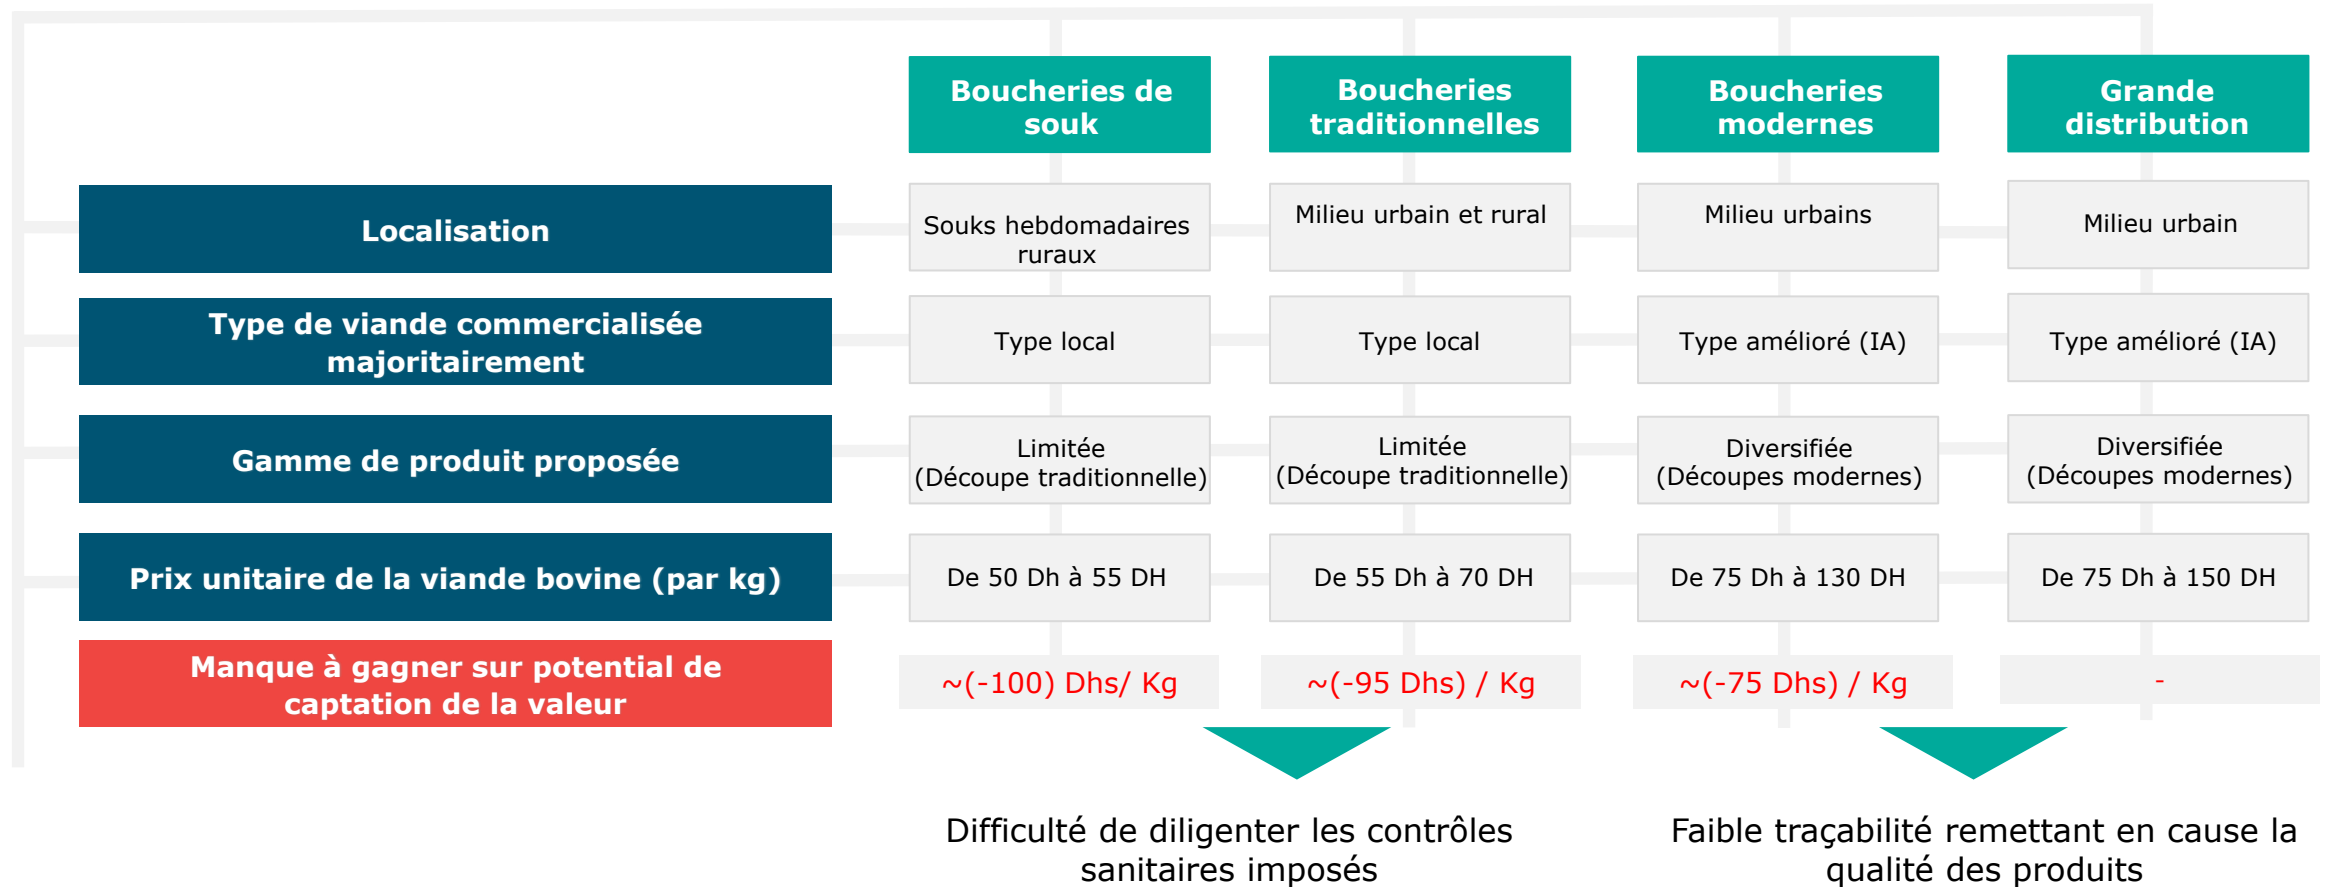 Boucheries de
souk
Boucheries
traditionnelles
Boucheries
modernes
Grande
distribution
Localisation
Souks hebdomadaires
ruraux
Milieu urbain et rural
Milieu urbains
Milieu urbain
Type de viande commercialisée
majoritairement
Type local
Type local
Type amélioré (IA)
Type amélioré (IA)
Gamme de produit proposée
Limitée
(Découpe traditionnelle)
Limitée
(Découpe traditionnelle)
Diversifiée
(Découpes modernes)
Diversifiée
(Découpes modernes)
Prix unitaire de la viande bovine (par kg)
De 50 Dh à 55 DH
De 55 Dh à 70 DH
De 75 Dh à 130 DH
De 75 Dh à 150 DH
Manque à gagner sur potential de
captation de la valeur
~(-100) Dhs/ Kg
~(-95 Dhs) / Kg
~(-75 Dhs) / Kg
-
Difficulté de diligenter les contrôles
sanitaires imposés
Faible traçabilité remettant en cause la
qualité des produits